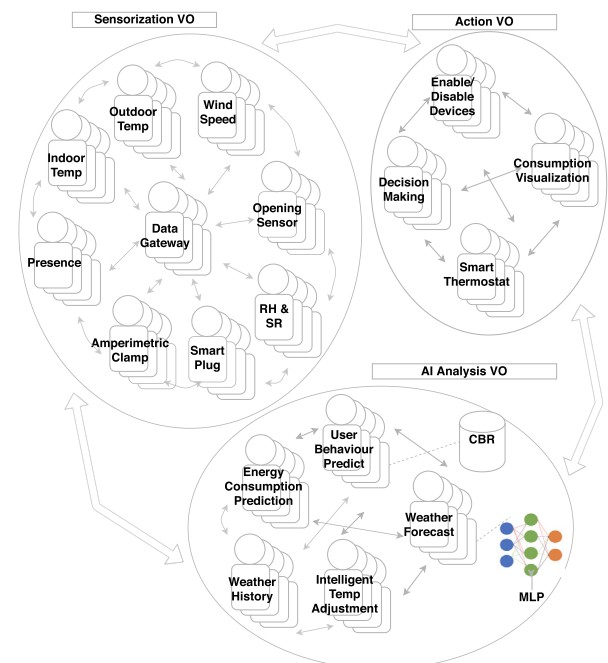 Sensorization VO
Action VO
Outdoor
Temp
Wind
Speed
Indoor
Temp
Data
Gateway
Opening
Sensor
Presence
RH &
SR
Amperimetric
Clamp
Smart
Plug
Enable/
Disable
Devices
Consumption
Visualization
Decision
Making
Smart
Thermostat
AI Analysis VO
User
Behaviour
Predict
CBR
Energy
Consumption
Prediction
Weather
Forecast
Weather
History
Intelligent
Temp
Adjustment
MLP